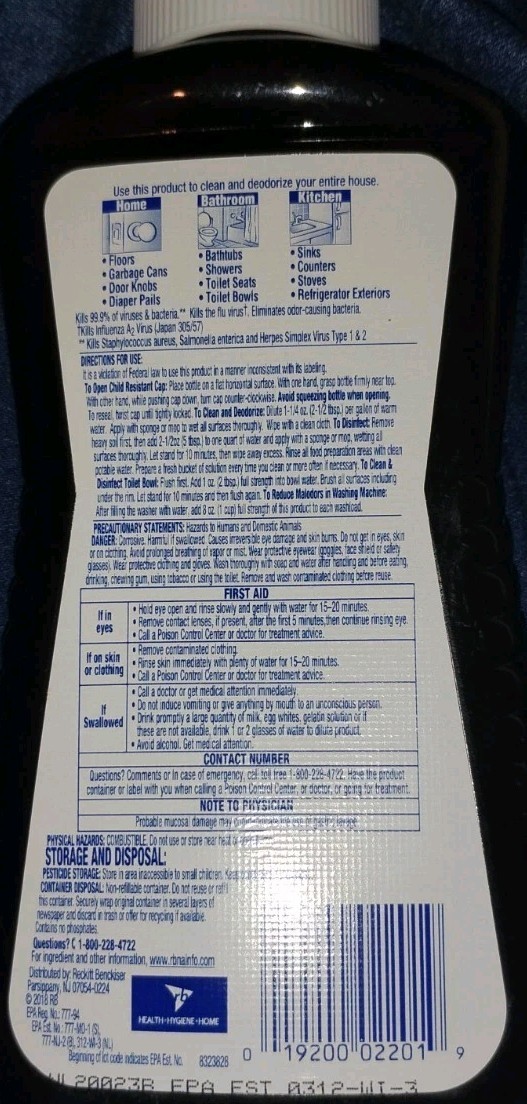 Use this product to clean and deodorize your entire house.
Home
• Floors
• Garbage Cans
• Door Knobs
• Diaper Pails
Bathroom
• Bathtubs
• Showers
• Toilet Seats
• Toilet Bowls
Kitchen
• Sinks
• Counters
• Stoves
• Refrigerator Exteriors
Kills 99.9% of viruses & bacteria.** Kills the flu virus†. Eliminates odor-causing bacteria.
†Kills Influenza A2 Virus (Japan 305/57)
** Kills Staphylococcus aureus, Salmonella enterica and Herpes Simplex Virus Type 1 & 2
DIRECTIONS FOR USE:
It is a violation of Federal law to use this product in a manner inconsistent with its labeling.
To Open Child Resistant Cap: Place bottle on a flat horizontal surface. With one hand, grasp bottle firmly near top.
With other hand, while pushing cap down, turn cap counter-clockwise. Avoid squeezing bottle when opening.
To reseal, twist cap until tightly locked. To Clean and Deodorize: Dilute 1-1/4 oz. (2-1/2 tbsp.) per gallon of warm
water. Apply with sponge or mop to wet all surfaces thoroughly. Wipe with a clean cloth. To Disinfect: Remove
heavy soil first, then add 2-1/2oz (5 tbsp.) to one quart of water and apply with a sponge or mop, wetting all
surfaces thoroughly. Let stand for 10 minutes, then wipe away excess. Rinse all food preparation areas with clean
potable water. Prepare a fresh bucket of solution every time you clean or more often if necessary. To Clean &
Disinfect Toilet Bowl: Flush first. Add 1 oz. (2 tbsp.) full strength into bowl water. Brush all surfaces including
under the rim. Let stand for 10 minutes and then flush again. To Reduce Malodors in Washing Machine:
After filling the washer with water, add 8 oz. (1 cup) full strength of this product to each washload.
PRECAUTIONARY STATEMENTS: Hazards to Humans and Domestic Animals
DANGER: Corrosive. Harmful if swallowed. Causes irreversible eye damage and skin burns. Do not get in eyes, skin
or on clothing. Avoid prolonged breathing of vapor or mist. Wear protective eyewear (goggles, face shield or safety
glasses). Wear protective clothing and gloves. Wash thoroughly with soap and water after handling and before eating,
drinking, chewing gum, using tobacco or using the toilet. Remove and wash contaminated clothing before reuse.
FIRST AID
If in
eyes
• Hold eye open and rinse slowly and gently with water for 15-20 minutes.
• Remove contact lenses, if present, after the first 5 minutes, then continue rinsing eye.
• Call a Poison Control Center or doctor for treatment advice.
If on skin
or clothing
• Remove contaminated clothing.
• Rinse skin immediately with plenty of water for 15-20 minutes.
• Call a Poison Control Center or doctor for treatment advice.
If
Swallowed
• Call a doctor or get medical attention immediately.
• Do not induce vomiting or give anything by mouth to an unconscious person.
• Drink promptly a large quantity of milk, egg whites, gelatin solution or if
these are not available, drink 1 or 2 glasses of water to dilute product.
• Avoid alcohol. Get medical attention.
CONTACT NUMBER
Questions? Comments or In case of emergency, call toll free 1-800-228-4722. Have the product
container or label with you when calling a Poison Control Center, or doctor, or going for treatment.
NOTE TO PHYSICIAN
Probable mucosal damage may contraindicate the use of gastric lavage.
PHYSICAL HAZARDS: COMBUSTIBLE. Do not use or store near heat or
STORAGE AND DISPOSAL:
PESTICIDE STORAGE: Store in area inaccessible to small children. Keep
CONTAINER DISPOSAL: Non-refillable container. Do not reuse or refill
this container. Securely wrap original container in several layers of
newspaper and discard in trash or offer for recycling if available.
Contains no phosphates.
Questions? 1-800-228-4722
For ingredient and other information, www.rbnainfo.com
Distributed by: Reckitt Benckiser
Parsippany, NJ 07054-0224
© 2018 RB
EPA Reg. No.: 777-94
EPA Est. No.: 777-MO-1 (SL),
777-NJ-2 (B), 312-WI-3 (NL)
Beginning of lot code indicates EPA Est. No.
8323828
rb
HEALTH • HYGIENE • HOME
0 19200 02201 9
20023B EPA EST 0312-WI-3